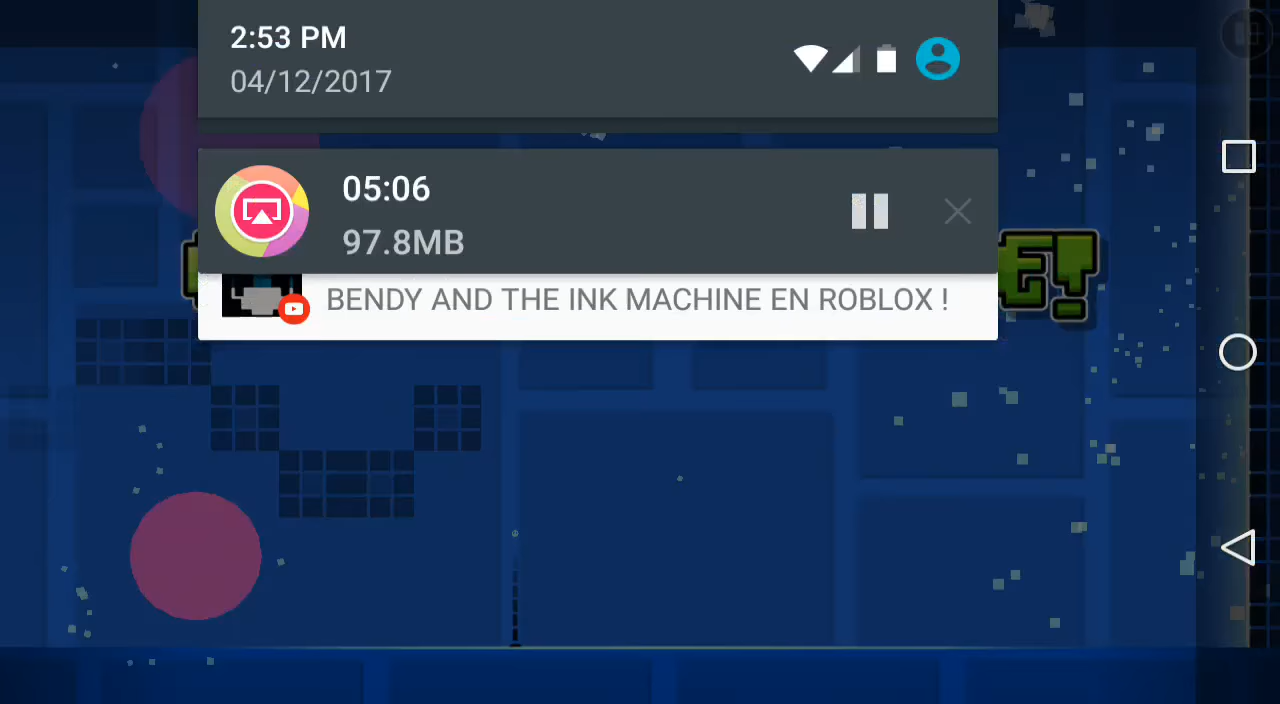 2:53 PM
04/12/2017
05:06
97.8MB
BENDY AND THE INK MACHINE EN ROBLOX !
E!